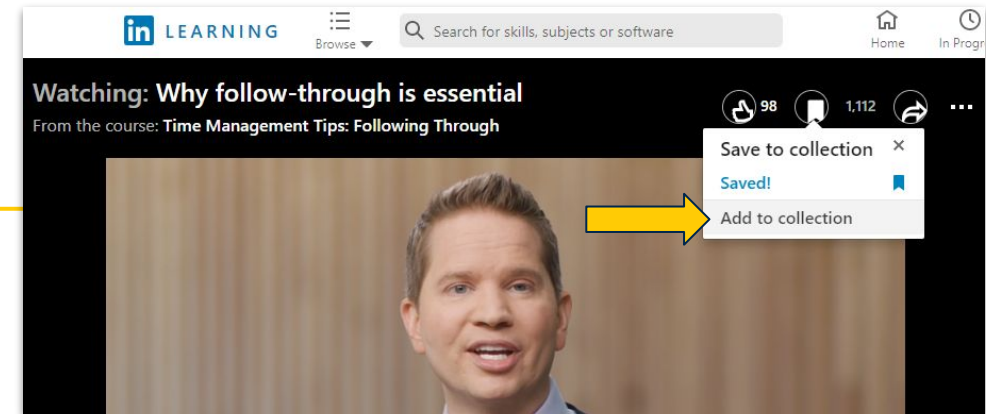 in LEARNING
Browse
Search for skills, subjects or software
Home
In Progr
Watching: Why follow-through is essential
98
1,112
From the course: Time Management Tips: Following Through
Save to collection ×
Saved!
Add to collection